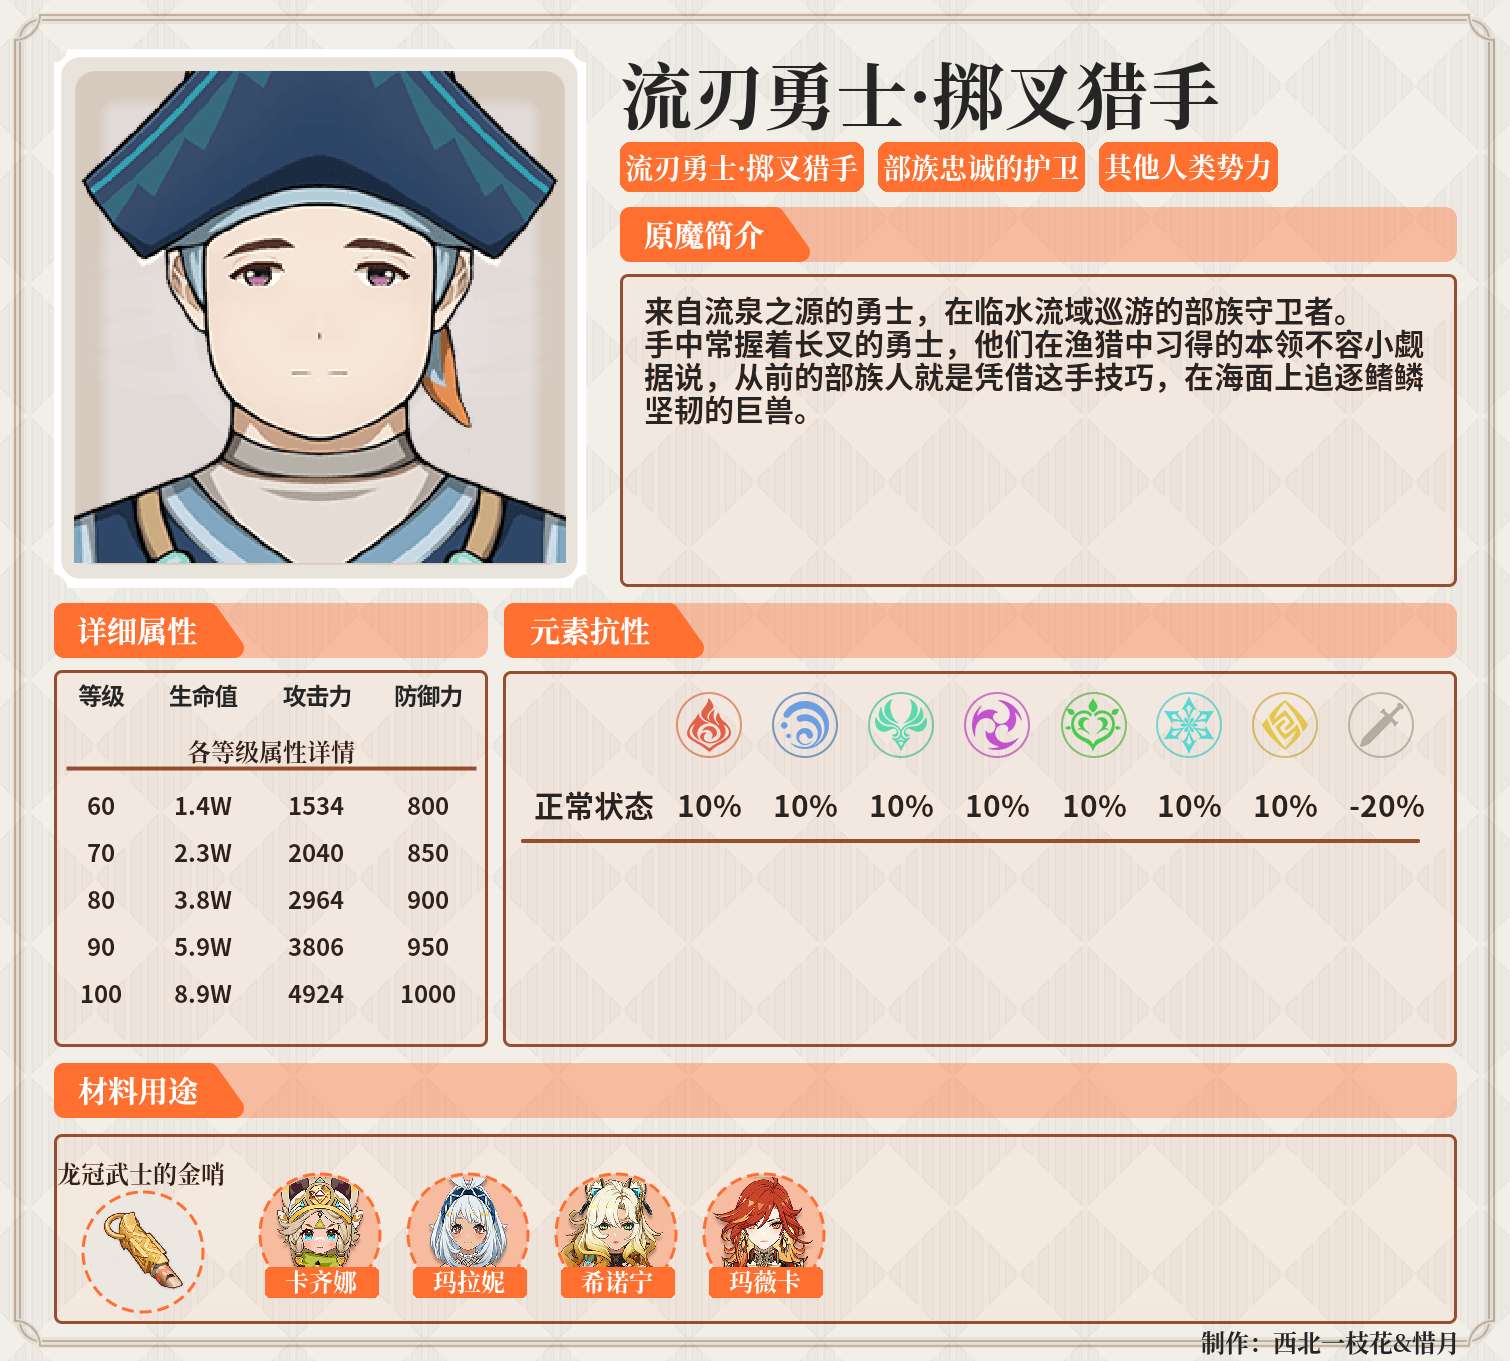 流刃勇士·掷叉猎手
流刃勇士·掷叉猎手 部族忠诚的护卫 其他人类势力
原魔简介
来自流泉之源的勇士，在临水流域巡游的部族守卫者。
手中常握着长叉的勇士，他们在渔猎中习得的本领不容小觑
据说，从前的部族人就是凭借这手技巧，在海面上追逐鳍鳞
坚韧的巨兽。
详细属性
等级 生命值 攻击力 防御力
各等级属性详情
60 1.4W 1534 800
70 2.3W 2040 850
80 3.8W 2964 900
90 5.9W 3806 950
100 8.9W 4924 1000
元素抗性
正常状态 10% 10% 10% 10% 10% 10% 10% -20%
材料用途
龙冠武士的金哨
卡齐娜 玛拉妮 希诺宁 玛薇卡
制作：西北一枝花&惜月